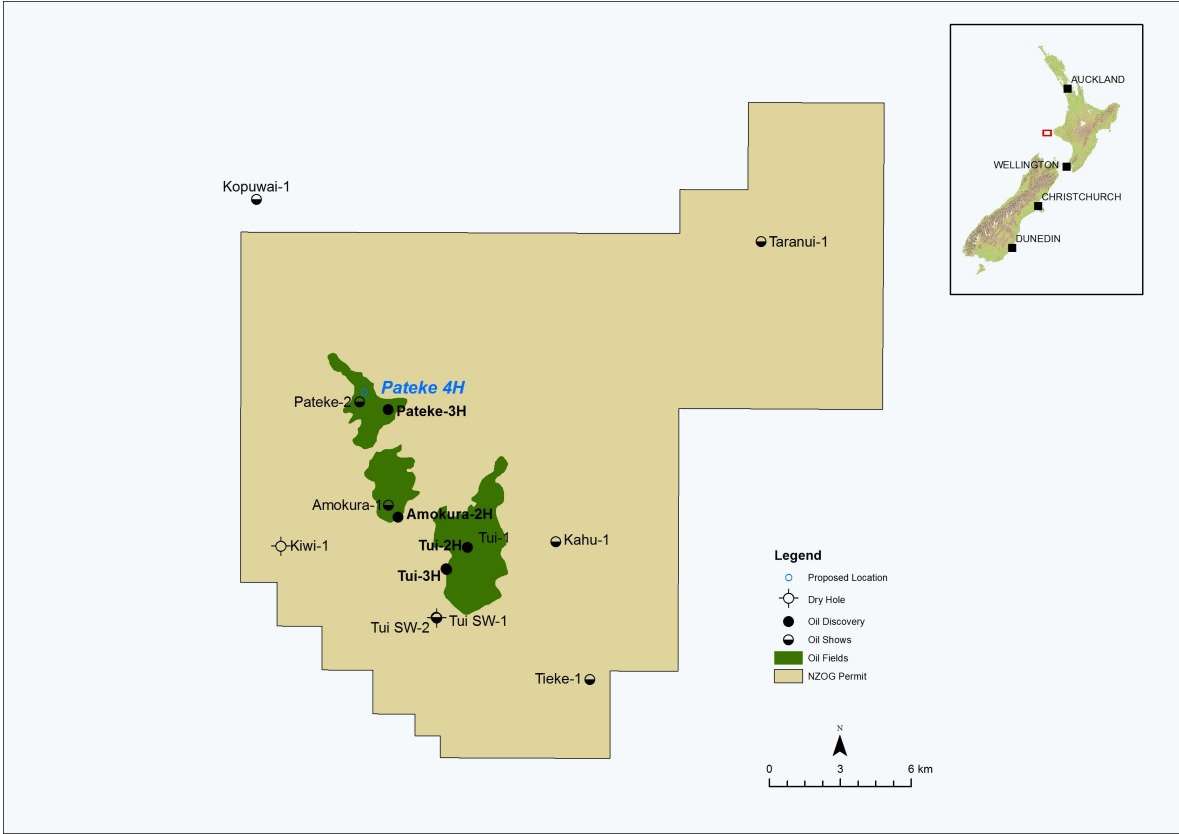 AUCKLAND
WELLINGTON
CHRISTCHURCH
DUNEDIN
Kopuwai-1
Taranui-1
Pateke 4H
Pateke-2
Pateke-3H
Amokura-1
Amokura-2H
Tui-1
Tui-2H
Kahu-1
Kiwi-1
Tui-3H
Tui SW-1
Tui SW-2
Tieke-1
Legend
Proposed Location
Dry Hole
Oil Discovery
Oil Shows
Oil Fields
NZOG Permit
N
0 3 6 km